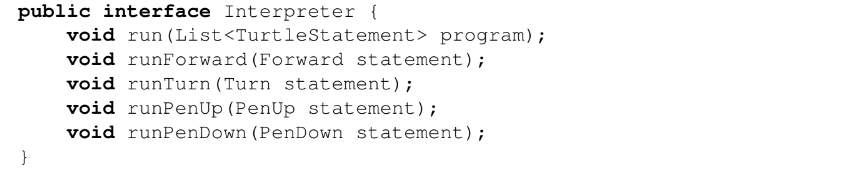 public interface Interpreter {
    void run(List<TurtleStatement> program);
    void runForward(Forward statement);
    void runTurn(Turn statement);
    void runPenUp(PenUp statement);
    void runPenDown(PenDown statement);
}